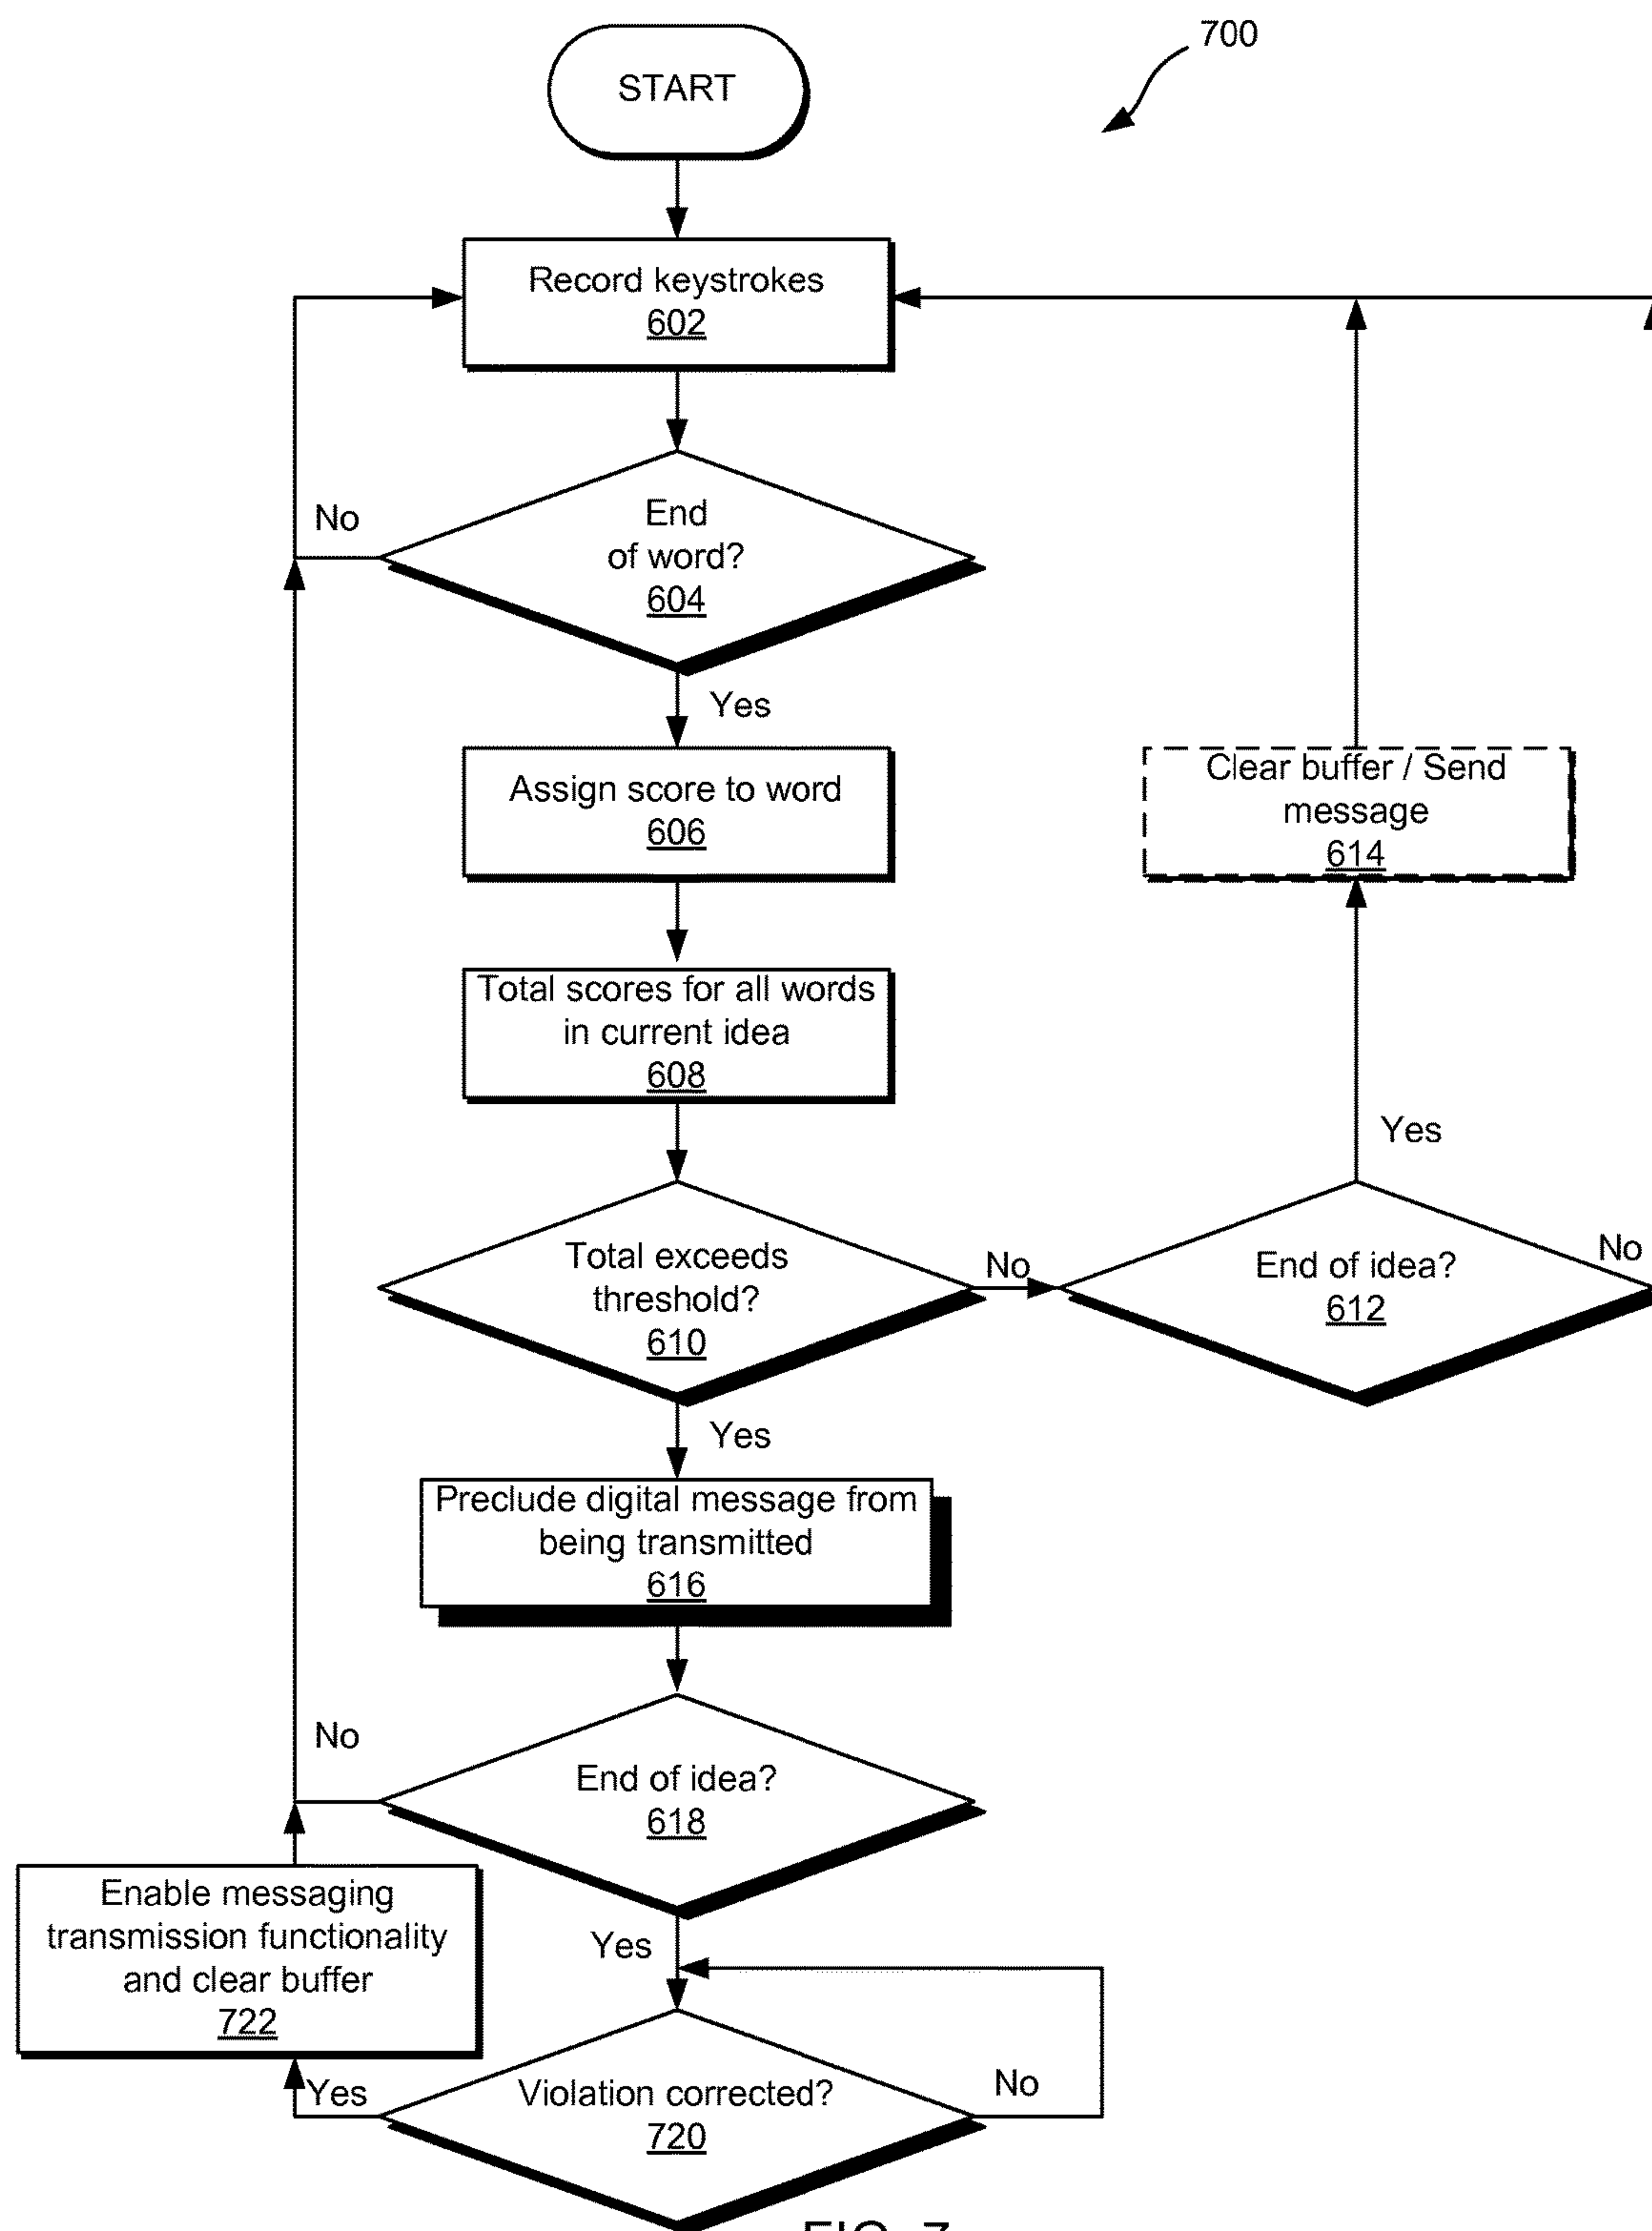 700
START
Record keystrokes
602
No
End
of word?
604
Yes
Assign score to word
606
Clear buffer / Send
message
614
Total scores for all words
in current idea
608
Yes
Total exceeds
threshold?
610
No
End of idea?
612
No
Yes
Preclude digital message from
being transmitted
616
No
End of idea?
618
Enable messaging
transmission functionality
and clear buffer
722
Yes
Yes
Violation corrected?
720
No
FIG. 7